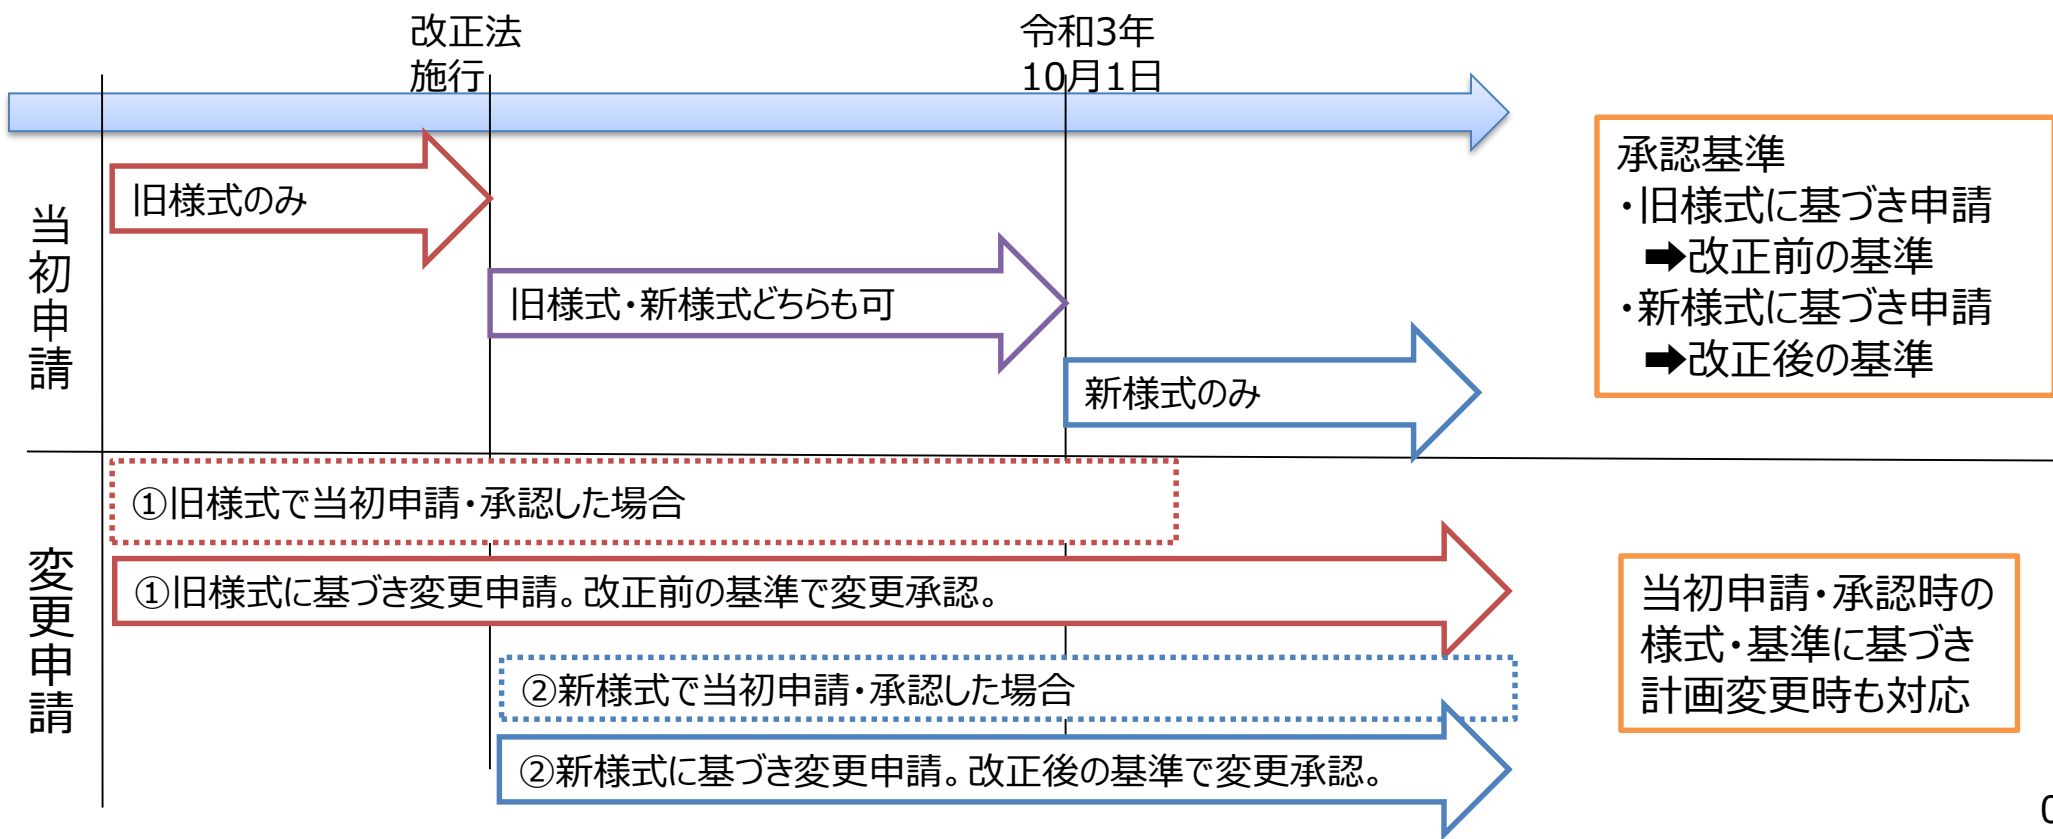 改正法
施行
令和3年
10月1日
当初申請
旧様式のみ
旧様式・新様式どちらも可
新様式のみ
承認基準
・旧様式に基づき申請
➡改正前の基準
・新様式に基づき申請
➡改正後の基準
変更申請
①旧様式で当初申請・承認した場合
①旧様式に基づき変更申請。改正前の基準で変更承認。
②新様式で当初申請・承認した場合
②新様式に基づき変更申請。改正後の基準で変更承認。
当初申請・承認時の
様式・基準に基づき
計画変更時も対応